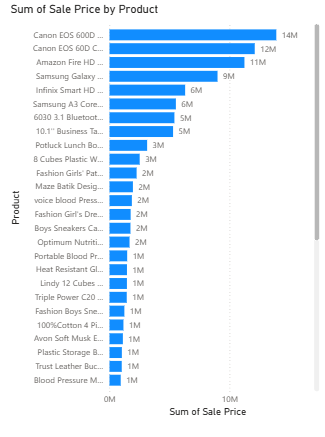 Sum of Sale Price by Product
Canon EOS 600D ... 14M
Canon EOS 60D C... 12M
Amazon Fire HD ... 11M
Samsung Galaxy ... 9M
Infinix Smart HD ... 6M
Samsung A3 Core... 6M
6030 3.1 Bluetoot... 5M
10.1" Business Ta... 5M
Potluck Lunch Bo... 3M
8 Cubes Plastic W... 3M
Fashion Girls' Pat... 2M
Maze Batik Desig... 2M
voice blood Press... 2M
Fashion Girl's Dre... 2M
Boys Sneakers Ca... 2M
Optimum Nutriti... 2M
Portable Blood Pr... 1M
Heat Resistant Gl... 1M
Lindy 12 Cubes ... 1M
Triple Power C20 ... 1M
Fashion Boys Sne... 1M
100%Cotton 4 Pi... 1M
Avon Soft Musk E... 1M
Plastic Storage B... 1M
Trust Leather Buc... 1M
Blood Pressure M... 1M
Product
0M 10M
Sum of Sale Price